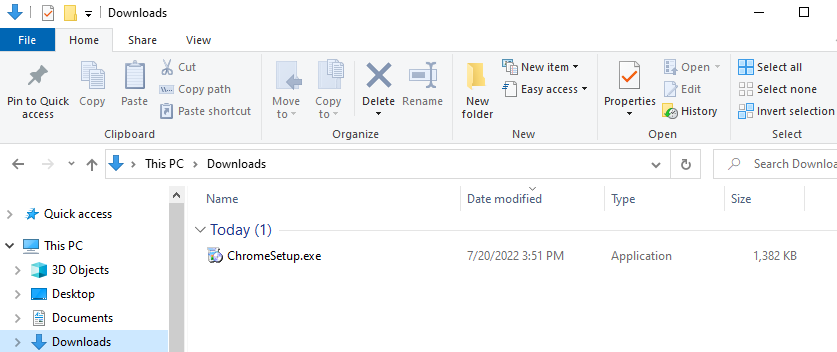 Downloads
File Home Share View
Pin to Quick access
Copy
Paste
Cut
Copy path
Paste shortcut
Clipboard
Move to
Copy to
Delete
Rename
Organize
New folder
New item
Easy access
New
Properties
Open
Edit
History
Open
Select all
Select none
Invert selection
Select
This PC Downloads
Search Downloa
Name Date modified Type Size
Today (1)
ChromeSetup.exe 7/20/2022 3:51 PM Application 1,382 KB
Quick access
This PC
3D Objects
Desktop
Documents
Downloads